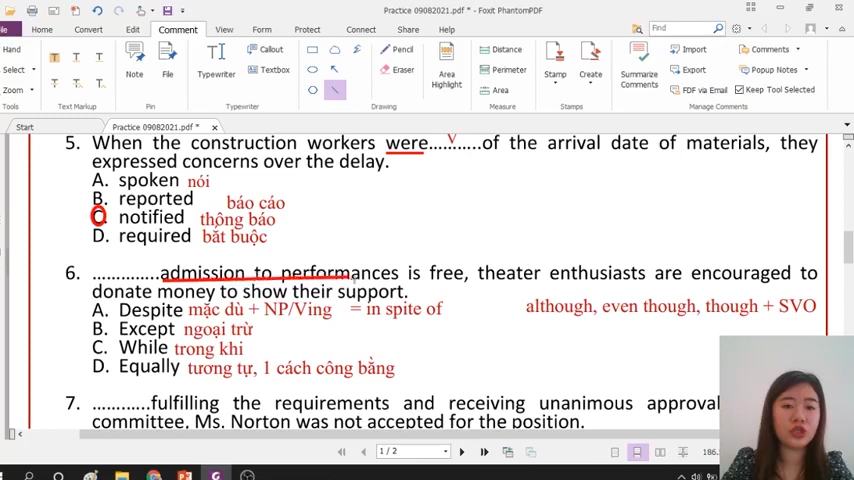 Practice 09082021.pdf * - Foxit PhantomPDF
File Home Convert Edit Comment View Share Help
Find
Hand
Select
Zoom
Tools
Text Markup
Note
File
Pin
Typewriter
Callout
Textbox
Typewriter
Pencil
Eraser
Drawing
Area Highlight
Distance
Perimeter
Area
Measure
Stamp
Create
Stamps
Summarize Comments
Import
Export
FDF via Email
Comments
Popup Notes
Keep Tool Selected
Manage Comments
Start
Practice 09082021.pdf *
5. When the construction workers were....V.....of the arrival date of materials, they
expressed concerns over the delay.
A. spoken nói
B. reported báo cáo
C. notified thông báo
D. required bắt buộc
6. .............admission to performances is free, theater enthusiasts are encouraged to
donate money to show their support.
A. Despite mặc dù + NP/Ving = in spite of although, even though, though + SVO
B. Except ngoại trừ
C. While trong khi
D. Equally tương tự, 1 cách công bằng
7. ............fulfilling the requirements and receiving unanimous approval
committee, Ms. Norton was not accepted for the position.
1 / 2
186.